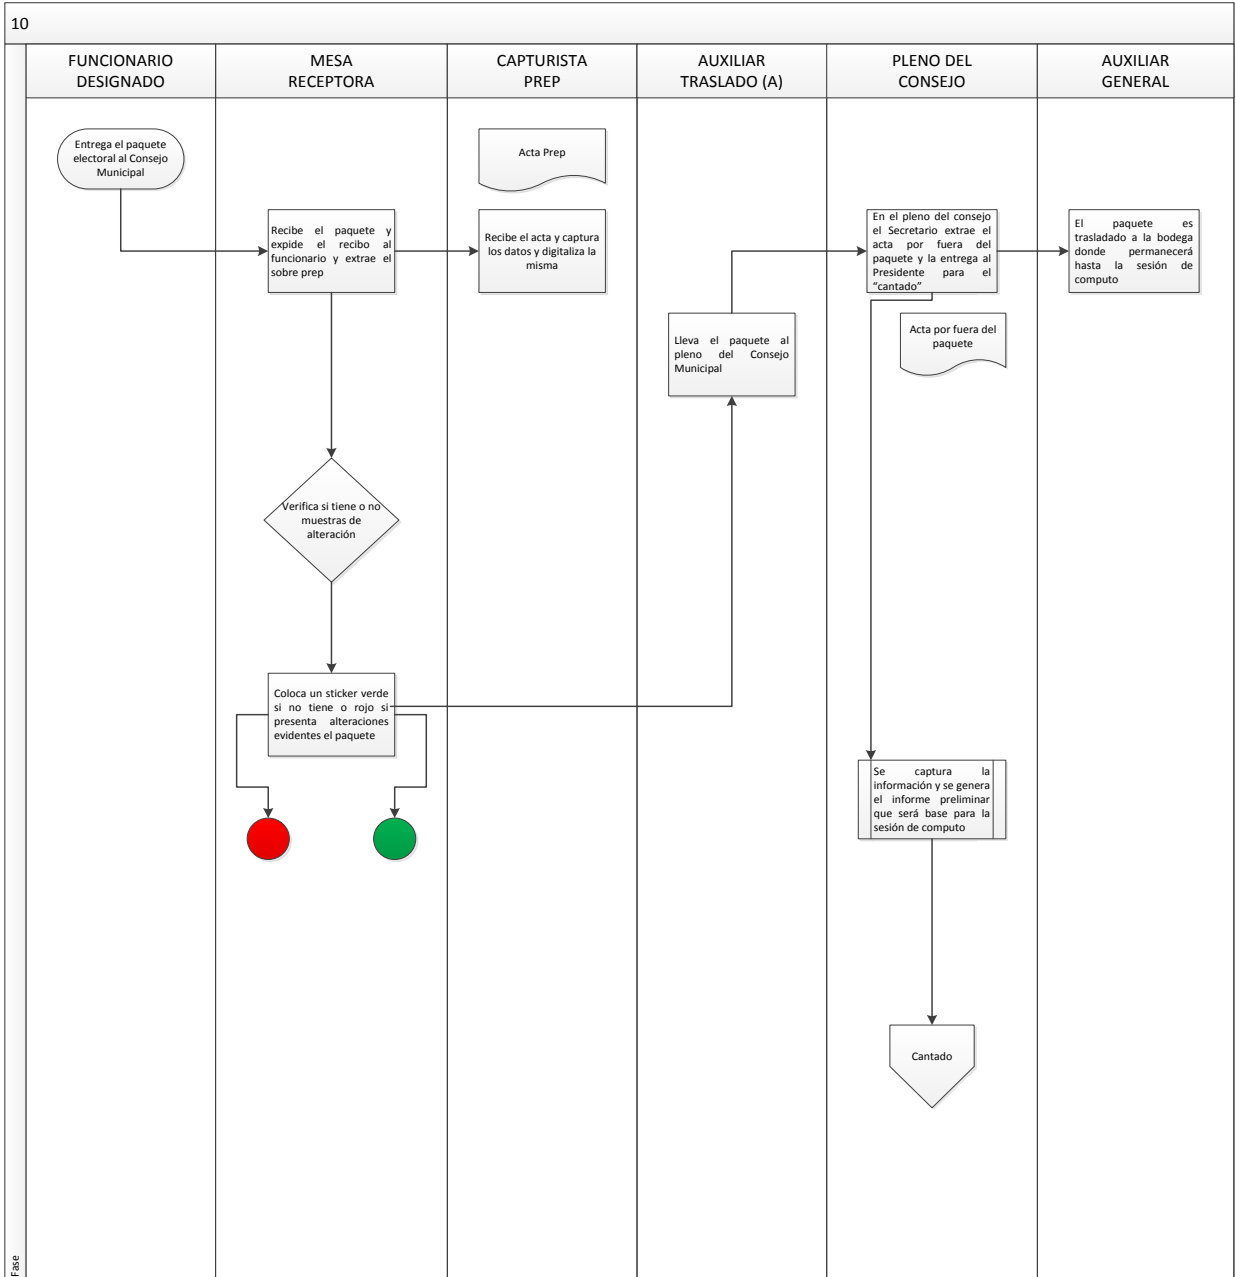 10
FUNCIONARIO
DESIGNADO
MESA
RECEPTORA
CAPTURISTA
PREP
AUXILIAR
TRASLADO (A)
PLENO DEL
CONSEJO
AUXILIAR
GENERAL
Entrega el paquete
electoral al Consejo
Municipal
Recibe el paquete y
expide el recibo al
funcionario y extrae el
sobre prep
Acta Prep
Recibe el acta y captura
los datos y digitaliza la
misma
En el pleno del consejo
el Secretario extrae el
acta por fuera del
paquete y la entrega al
Presidente para el
“cantado”
El paquete es
trasladado a la bodega
donde permanecerá
hasta la sesión de
computo
Acta por fuera del
paquete
Lleva el paquete al
pleno del Consejo
Municipal
Verifica si tiene o no
muestras de
alteración
Coloca un sticker verde
si no tiene o rojo si
presenta alteraciones
evidentes el paquete
Se captura la
información y se genera
el informe preliminar
que será base para la
sesión de computo
Cantado
Fase